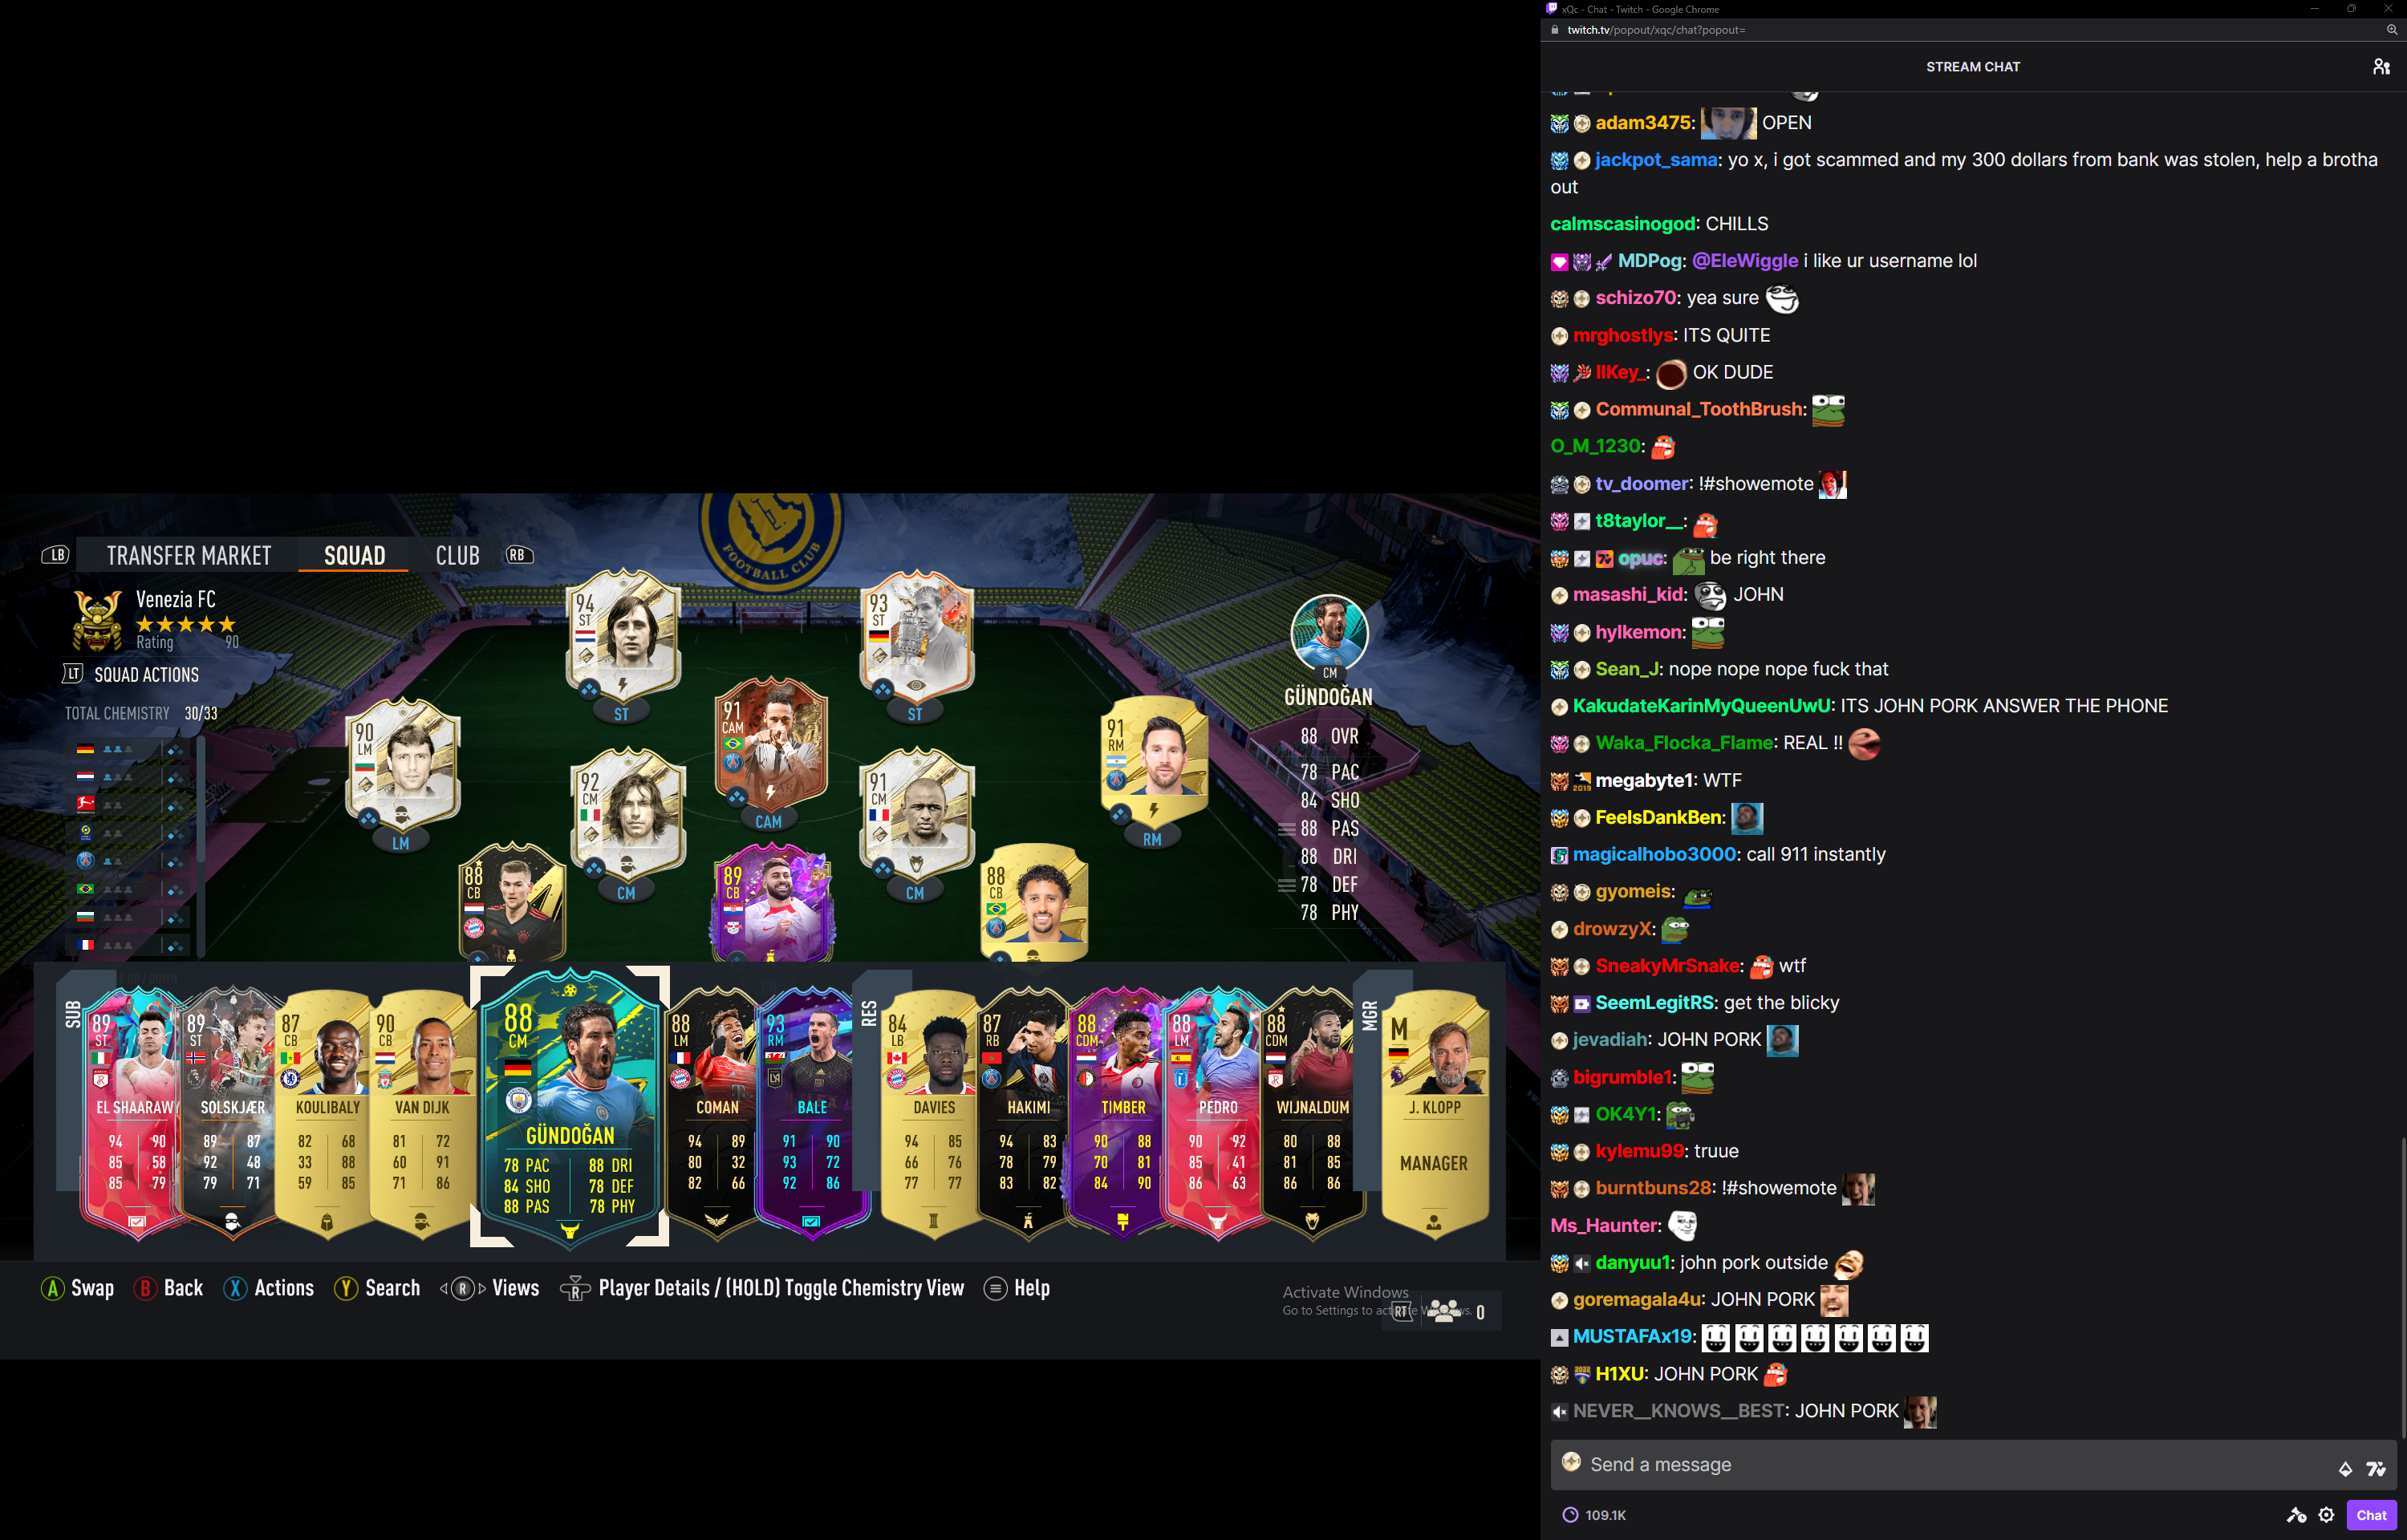 xQc - Chat - Twitch - Google Chrome
twitch.tv/popout/xqc/chat?popout=
STREAM CHAT
adam3475: OPEN
jackpot_sama: yo x, i got scammed and my 300 dollars from bank was stolen, help a brotha
out
calmscasinogod: CHILLS
MDPog: @EleWiggle i like ur username lol
schizo70: yea sure
mrghostlys: ITS QUITE
OK DUDE
Communal_ToothBrush:
O_M_1230:
tv_doomer: !#showemote
t8taylor__:
opuc: be right there
masashi_kid: JOHN
hylkemon:
Sean_J: nope nope nope fuck that
KakudateKarinMyQueenUwU: ITS JOHN PORK ANSWER THE PHONE
Waka_Flocka_Flame: REAL !!
2019 megabyte1: WTF
FeelsDankBen:
magicalhobo3000: call 911 instantly
gyomeis:
drowzyX:
SneakyMrSnake: wtf
SeemLegitRS: get the blicky
jevadiah: JOHN PORK
bigrumble1:
OK4Y1:
kylemu99: truue
burntbuns28: !#showemote
Ms_Haunter:
danyuu1: john pork outside
goremagala4u: JOHN PORK
MUSTAFAx19:
H1XU: JOHN PORK
NEVER__KNOWS__BEST: JOHN PORK
Send a message
109.1K
Chat
FOOTBALL CLUB
LB TRANSFER MARKET SQUAD CLUB RB
Venezia FC
Rating 90
LT SQUAD ACTIONS
TOTAL CHEMISTRY 30/33
94 ST
ST
93 ST
ST
90 LM
LM
91 CAM
CAM
91 RM
RM
92 CM
CM
91 CM
CM
88 CB
89 CB
88 CB
CM
GÜNDOĞAN
88 OVR
78 PAC
84 SHO
88 PAS
88 DRI
78 DEF
78 PHY
SUB
89 ST
EL SHAARAWY
94 90
85 58
85 79
89 ST
SOLSKJÆR
89 87
92 48
79 71
87 CB
KOULIBALY
82 68
33 88
59 85
90 CB
VAN DIJK
81 72
60 91
71 86
88 CM
GÜNDOĞAN
78 PAC 88 DRI
84 SHO 78 DEF
88 PAS 78 PHY
88 LM
COMAN
94 89
80 32
82 66
93 RM
BALE
91 90
93 72
92 86
RES
84 LB
DAVIES
94 85
66 76
77 77
87 RB
HAKIMI
94 83
78 79
83 82
88 CDM
TIMBER
90 88
70 81
84 90
88 LM
PEDRO
90 92
85 41
86 63
88 CDM
WIJNALDUM
80 88
81 85
86 86
MGR
M
J. KLOPP
MANAGER
A Swap B Back X Actions Y Search R Views R Player Details / (HOLD) Toggle Chemistry View Help
Activate Windows
Go to Settings to activate Windows.
RT 0